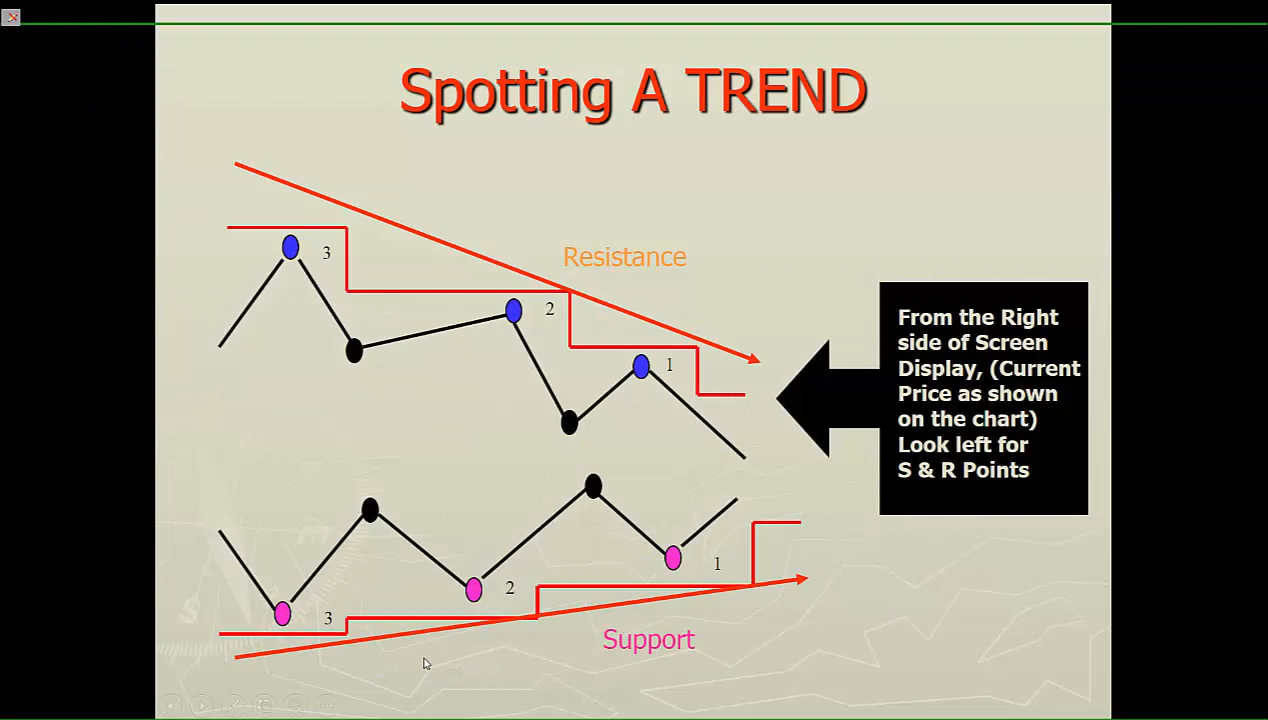 Spotting A TREND
3
Resistance
2
1
From the Right
side of Screen
Display, (Current
Price as shown
on the chart)
Look left for
S & R Points
1
2
3
Support
S